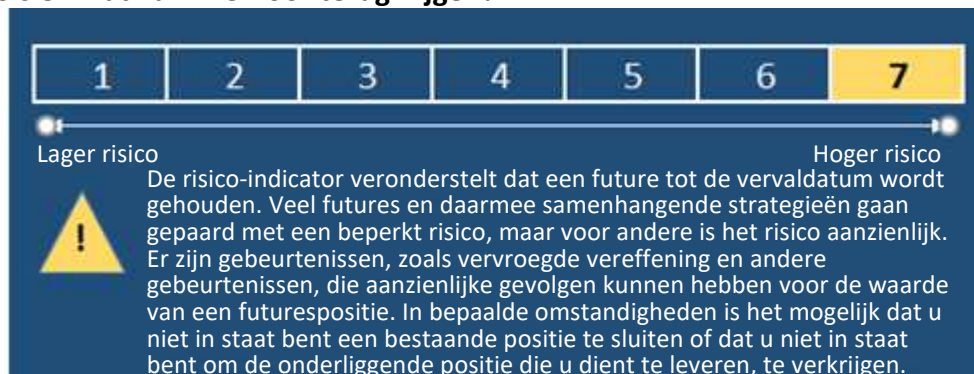 1 2 3 4 5 6 7
Lager risico Hoger risico
De risico-indicator veronderstelt dat een future tot de vervaldatum wordt
gehouden. Veel futures en daarmee samenhangende strategieën gaan
gepaard met een beperkt risico, maar voor andere is het risico aanzienlijk.
!
Er zijn gebeurtenissen, zoals vervroegde vereffening en andere
gebeurtenissen, die aanzienlijke gevolgen kunnen hebben voor de waarde
van een futurespositie. In bepaalde omstandigheden is het mogelijk dat u
niet in staat bent een bestaande positie te sluiten of dat u niet in staat
bent om de onderliggende positie die u dient te leveren, te verkrijgen.